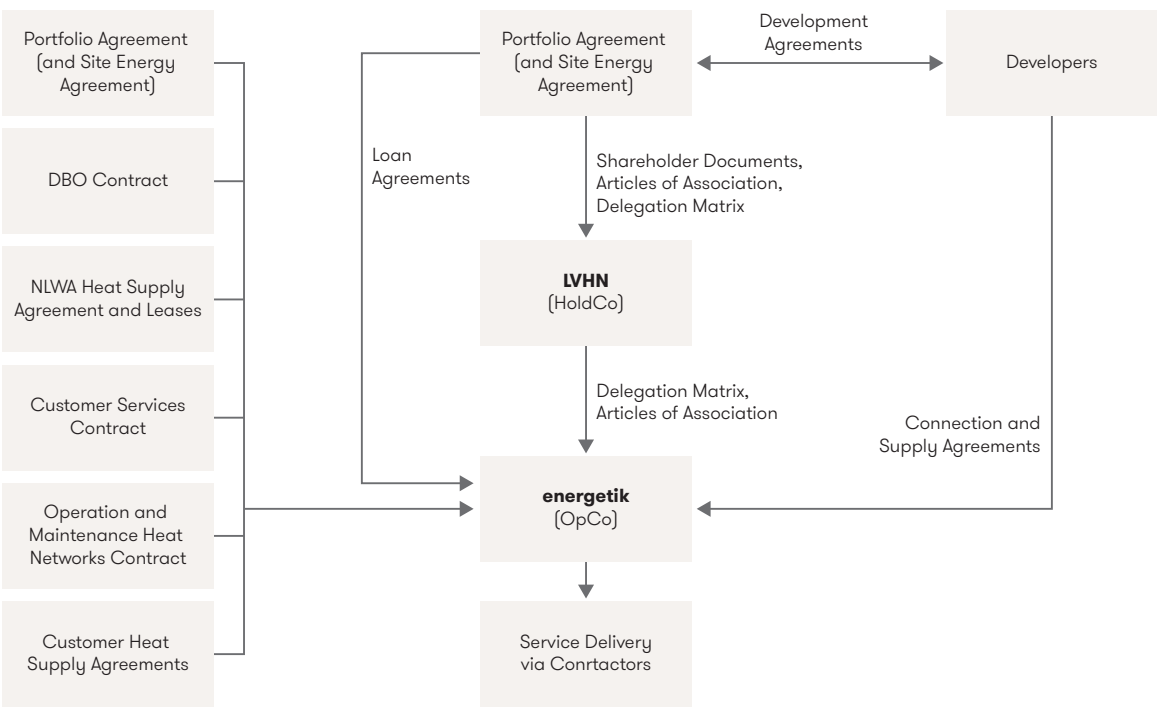 Portfolio Agreement
(and Site Energy
Agreement)
DBO Contract
NLWA Heat Supply
Agreement and Leases
Customer Services
Contract
Operation and
Maintenance Heat
Networks Contract
Customer Heat
Supply Agreements
Loan
Agreements
Portfolio Agreement
(and Site Energy
Agreement)
Development
Agreements
Developers
Shareholder Documents,
Articles of Association,
Delegation Matrix
LVHN
(HoldCo)
Delegation Matrix,
Articles of Association
Connection and
Supply Agreements
energetik
(OpCo)
Service Delivery
via Conrtactors